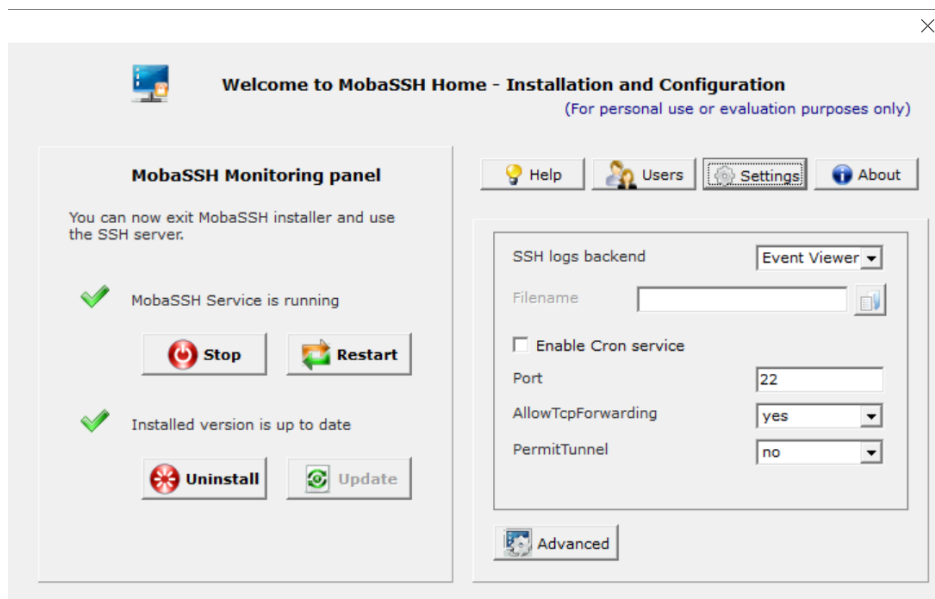 Welcome to MobaSSH Home - Installation and Configuration
(For personal use or evaluation purposes only)
MobaSSH Monitoring panel
You can now exit MobaSSH installer and use
the SSH server.
MobaSSH Service is running
Stop
Restart
Installed version is up to date
Uninstall
Update
Help
Users
Settings
About
SSH logs backend
Event Viewer
Filename
Enable Cron service
Port
22
AllowTcpForwarding
yes
PermitTunnel
no
Advanced